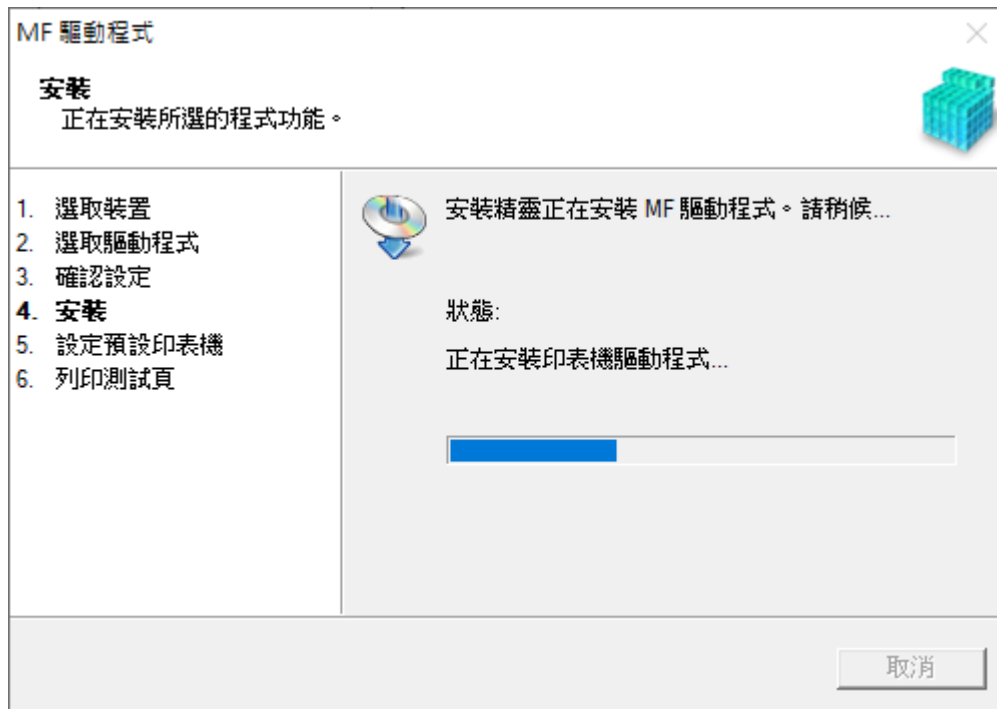 MF 驅動程式
安裝
正在安裝所選的程式功能。
1. 選取裝置
2. 選取驅動程式
3. 確認設定
4. 安裝
5. 設定預設印表機
6. 列印測試頁
安裝精靈正在安裝 MF 驅動程式。請稍候...
狀態:
正在安裝印表機驅動程式...
取消